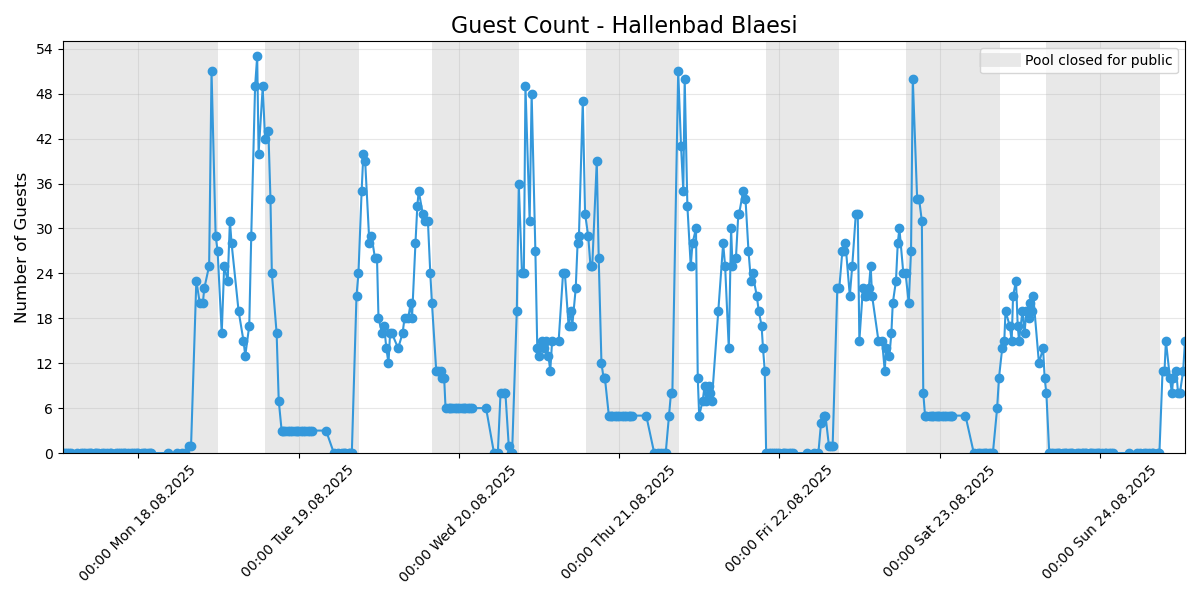 Guest Count - Hallenbad Blaesi
Pool closed for public
Number of Guests
54
48
42
36
30
24
18
12
6
0
00:00 Mon 18.08.2025
00:00 Tue 19.08.2025
00:00 Wed 20.08.2025
00:00 Thu 21.08.2025
00:00 Fri 22.08.2025
00:00 Sat 23.08.2025
00:00 Sun 24.08.2025